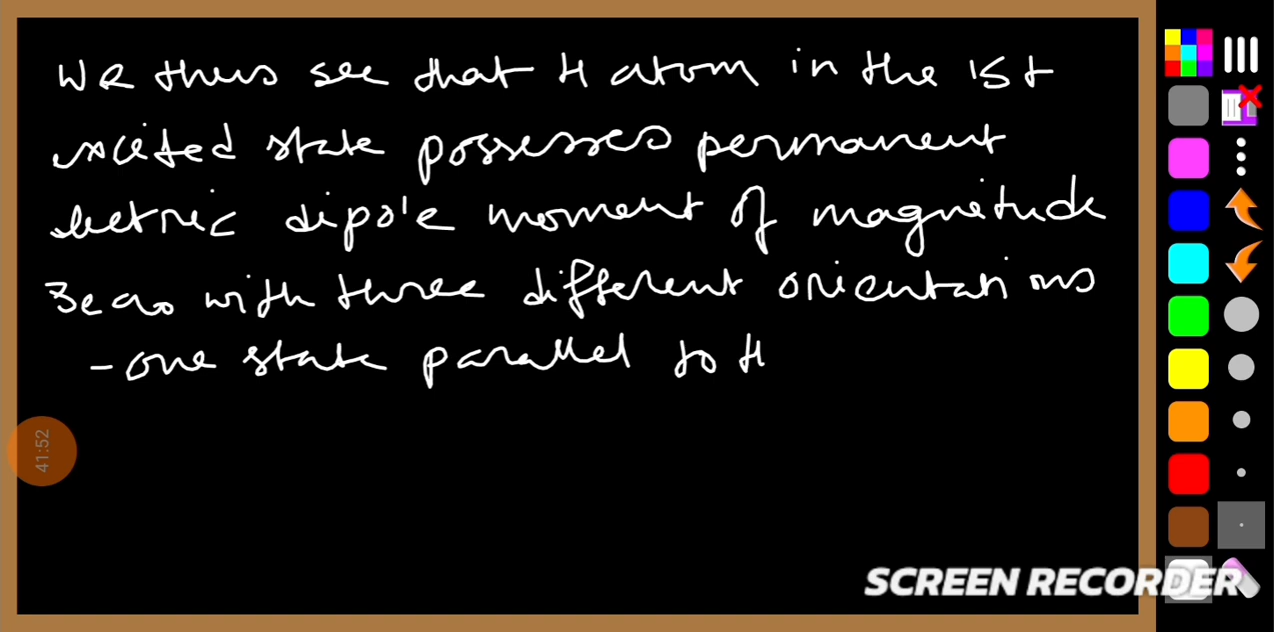 We thus see that H atom in the 1st
excited state possesses permanent
electric dipole moment of magnitude
3eao with three different orientations
- one state parallel to H
41:52
SCREEN RECORDER